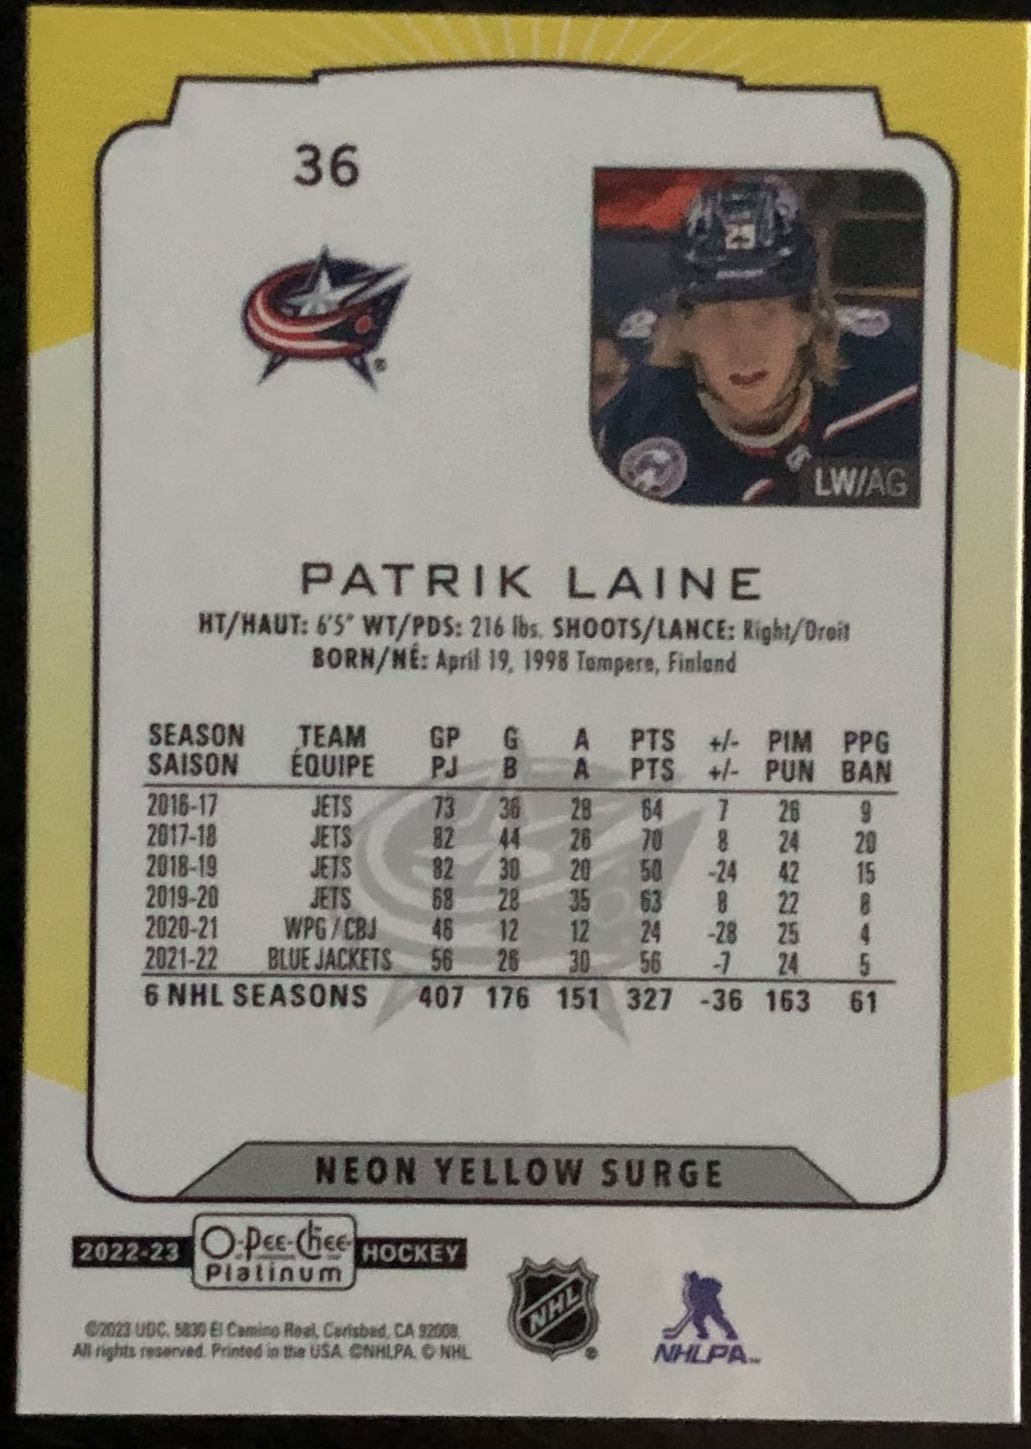 36
29
LW/AG
PATRIK LAINE
HT/HAUT: 6'5" WT/PDS: 216 lbs. SHOOTS/LANCE: Right/Droit
BORN/NÉ: April 19, 1998 Tampere, Finland
SEASON TEAM GP G A PTS +/- PIM PPG
SAISON ÉQUIPE PJ B A PTS +/- PUN BAN
2016-17 JETS 73 36 28 64 7 26 9
2017-18 JETS 82 44 26 70 8 24 20
2018-19 JETS 82 30 20 50 -24 42 15
2019-20 JETS 68 28 35 63 8 22 8
2020-21 WPG / CBJ 46 12 12 24 -28 25 4
2021-22 BLUE JACKETS 56 26 30 56 -7 24 5
6 NHL SEASONS 407 176 151 327 -36 163 61
NEON YELLOW SURGE
2022-23 O-Pee-Chee Platinum HOCKEY
©2023 UDC. 5830 El Camino Real, Carlsbad, CA 92008.
All rights reserved. Printed in the USA. ©NHLPA. © NHL
NHL
NHLPA™